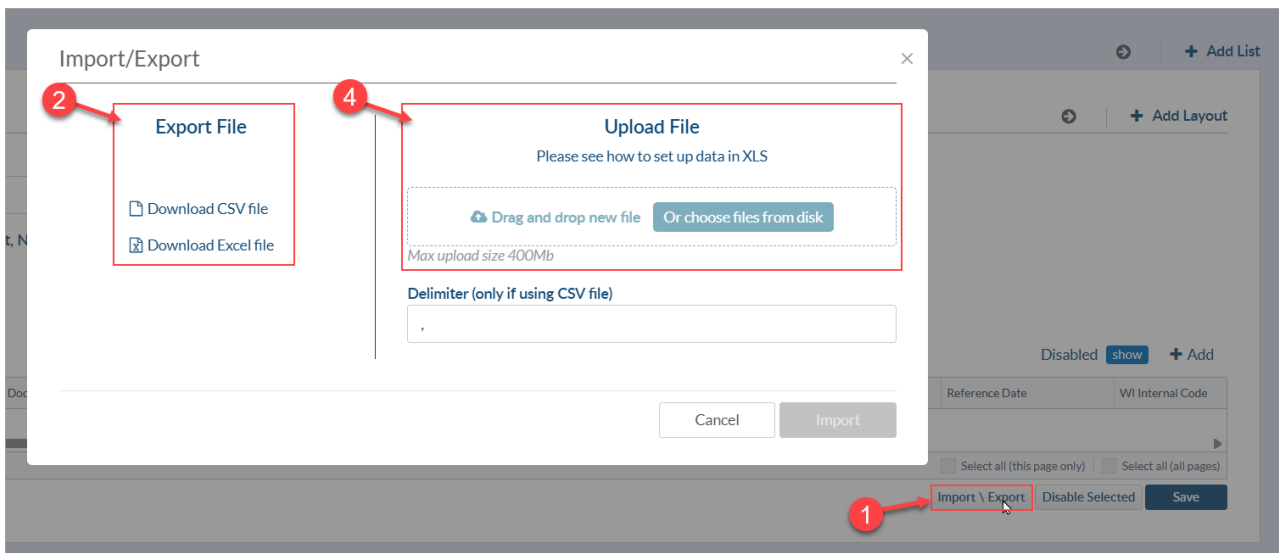 Import/Export
×
Add List
2
4
Export File
Upload File
Add Layout
Please see how to set up data in XLS
Download CSV file
Drag and drop new file
Or choose files from disk
t, N
Download Excel file
Max upload size 400Mb
Delimiter (only if using CSV file)
,
Disabled show + Add
Doc
Reference Date
WI Internal Code
Cancel
Import
Select all (this page only)
Select all (all pages)
Import \ Export
Disable Selected
Save
1